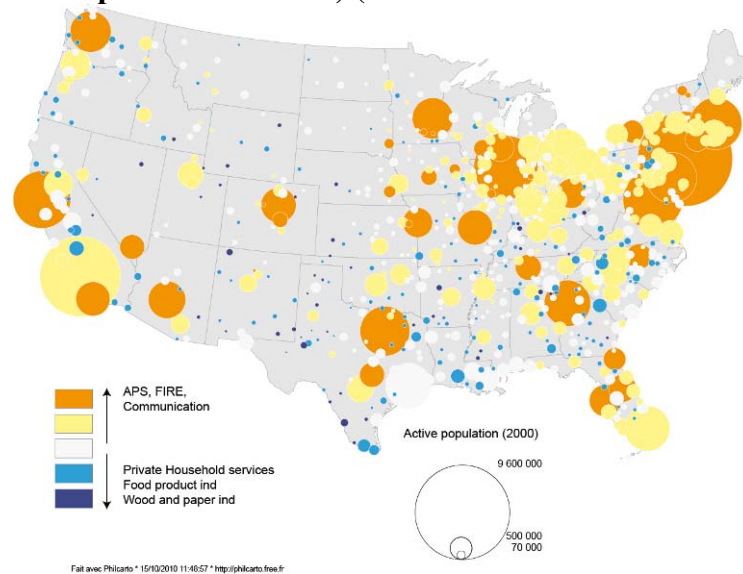 APS, FIRE,
Communication
Private Household services
Food product ind
Wood and paper ind
Active population (2000)
9 600 000
500 000
70 000
Fait avec Philcarto * 15/10/2010 11:48:57 * http://philcarto.free.fr